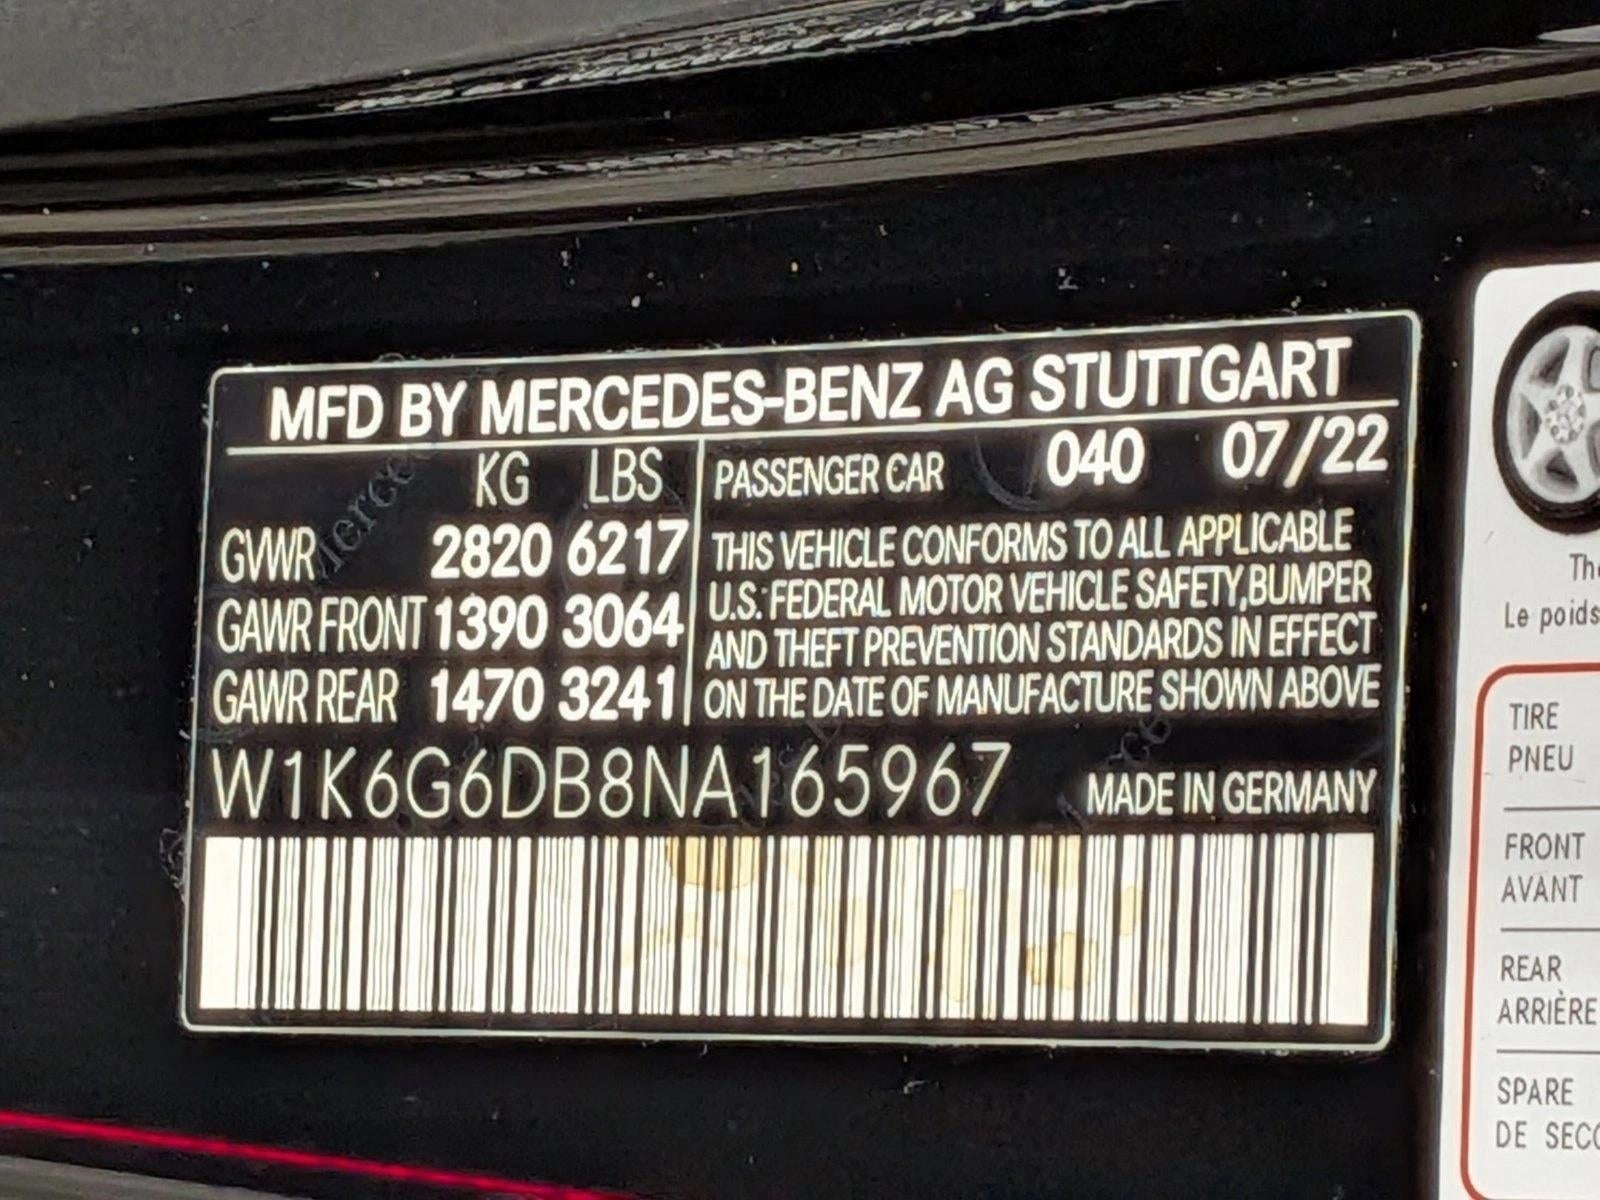 MFD BY MERCEDES-BENZ AG STUTTGART
KG LBS
GVWR 2820 6217
GAWR FRONT 1390 3064
GAWR REAR 1470 3241
PASSENGER CAR 040 07/22
THIS VEHICLE CONFORMS TO ALL APPLICABLE
U.S. FEDERAL MOTOR VEHICLE SAFETY, BUMPER
AND THEFT PREVENTION STANDARDS IN EFFECT
ON THE DATE OF MANUFACTURE SHOWN ABOVE
W1K6G6DB8NA165967 MADE IN GERMANY
Le poids
TIRE
PNEU
FRONT
AVANT
REAR
ARRIÈRE
SPARE
DE